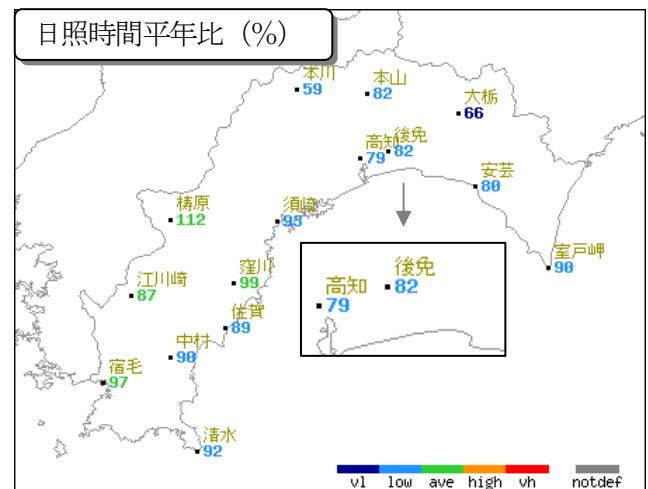 日照時間平年比（%）
本川
59
本山
82
大栃
66
高知
79
後免
82
安芸
80
梼原
112
須崎
93
室戸岬
90
窪川
99
江川崎
87
佐賀
89
中村
90
宿毛
97
清水
92
後免
82
高知
79
vl low ave high vh notdef